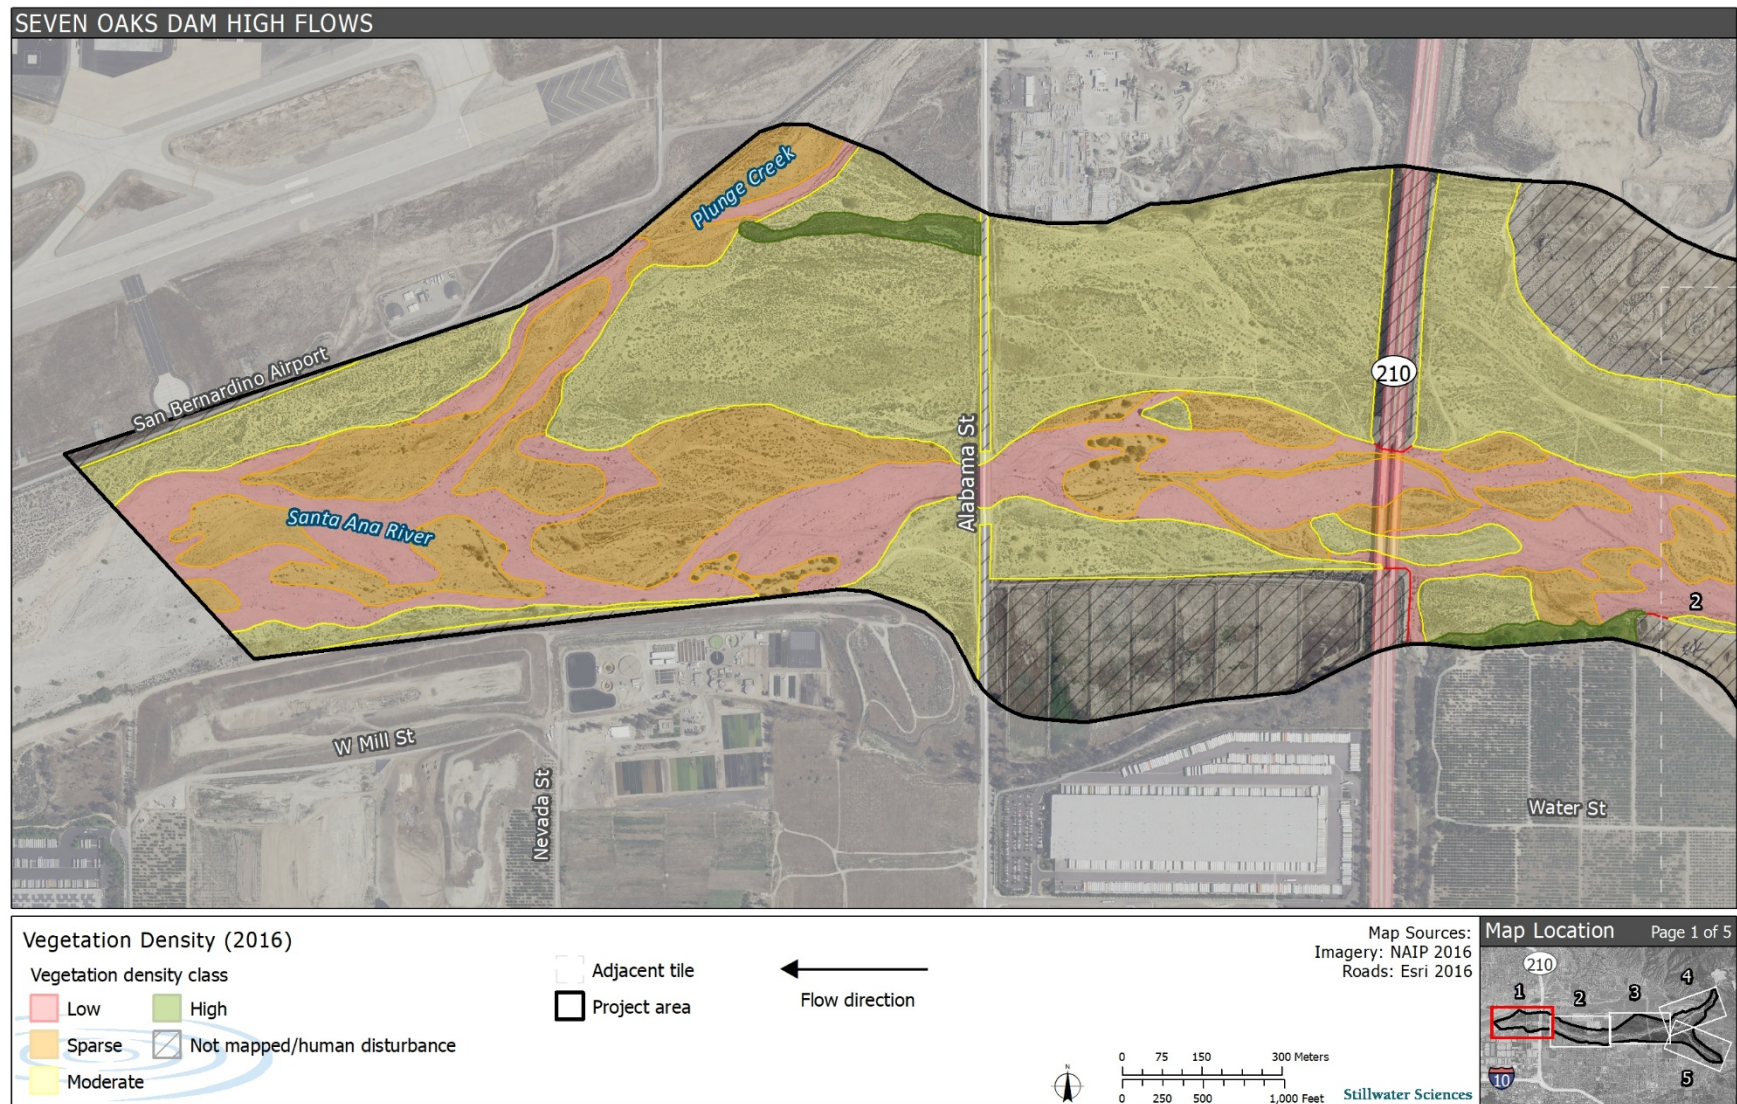 SEVEN OAKS DAM HIGH FLOWS
Plunge Creek
210
San Bernardino Airport
Alabama St
Santa Ana River
2
W Mill St
Nevada St
Water St
Vegetation Density (2016)
Vegetation density class
Low
High
Sparse
Not mapped/human disturbance
Moderate
Adjacent tile
Project area
Flow direction
Map Sources:
Imagery: NAIP 2016
Roads: Esri 2016
N
0 75 150 300 Meters
0 250 500 1,000 Feet
Stillwater Sciences
Map Location Page 1 of 5
210
4
1
2
3
10
5